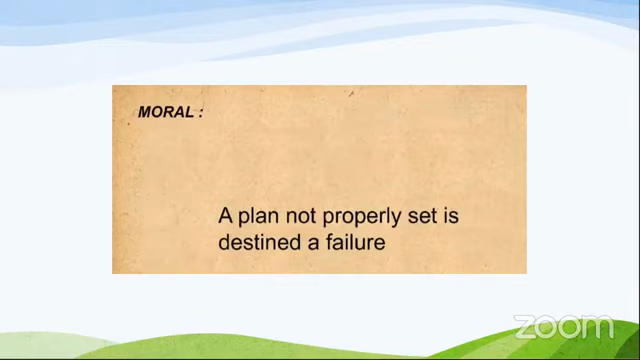 MORAL :
A plan not properly set is
destined a failure
zoom